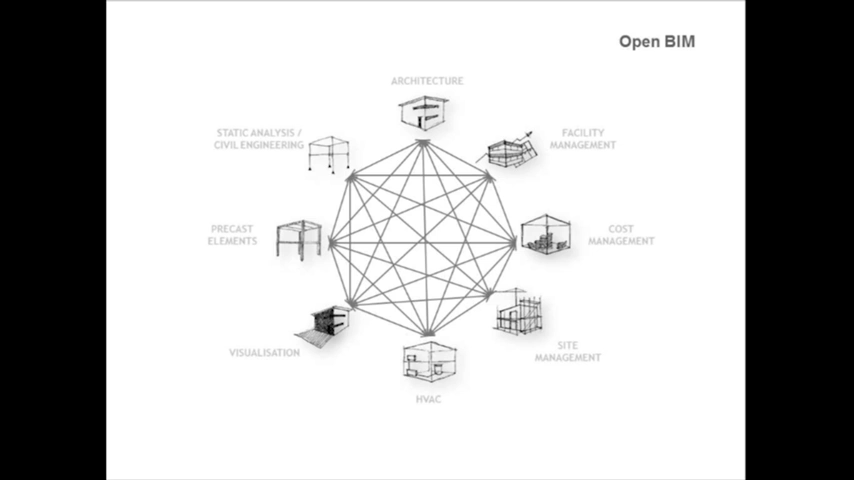 Open BIM
ARCHITECTURE
STATIC ANALYSIS /
CIVIL ENGINEERING
FACILITY
MANAGEMENT
PRECAST
ELEMENTS
COST
MANAGEMENT
VISUALISATION
SITE
MANAGEMENT
HVAC